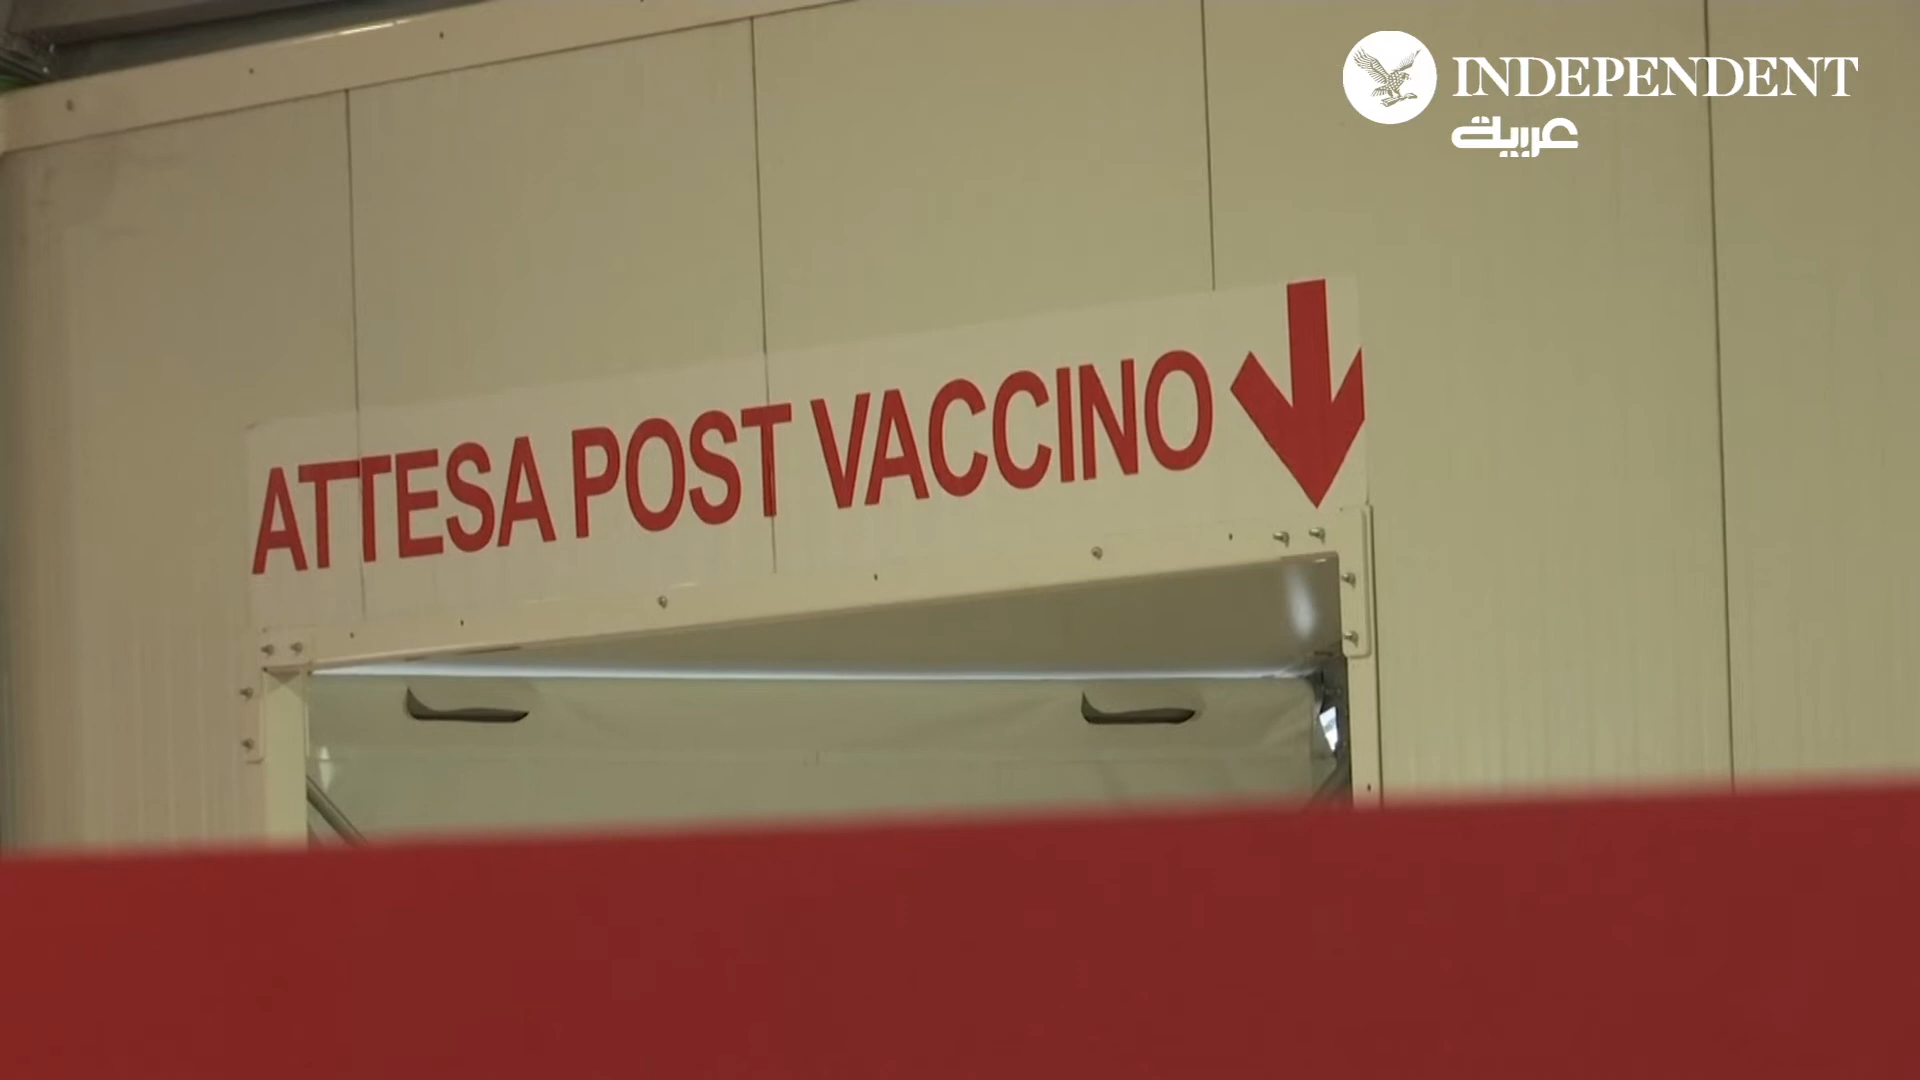 INDEPENDENT
عربية
ATTESA POST VACCINO